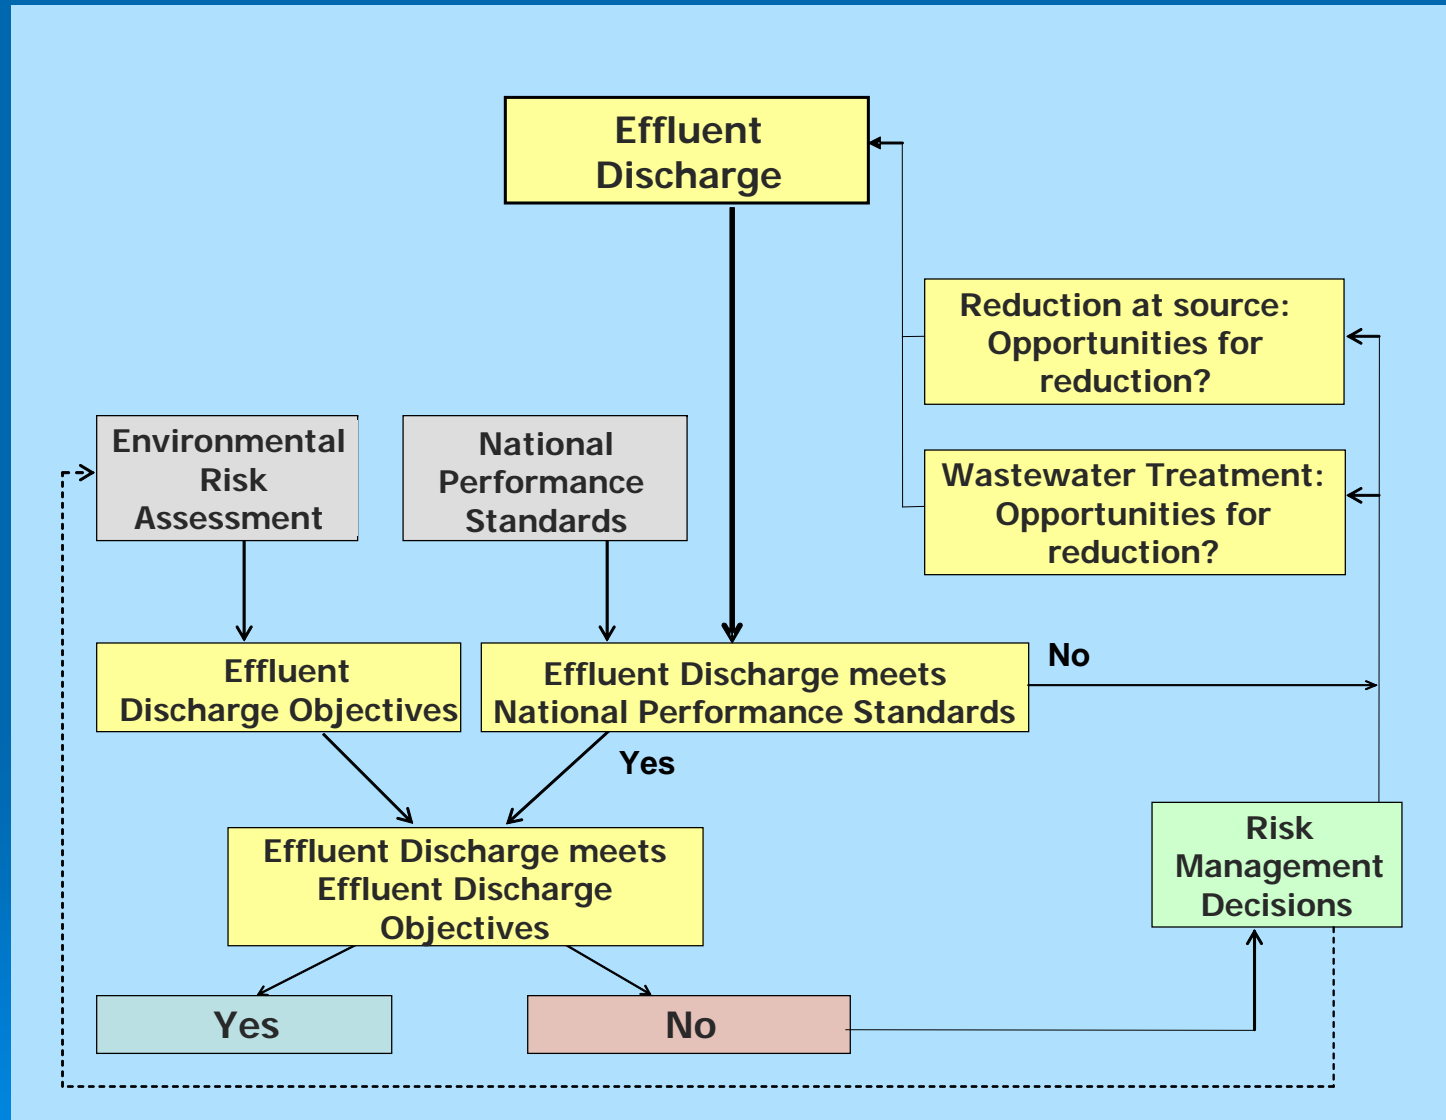 Effluent
Discharge
Reduction at source:
Opportunities for
reduction?
Environmental
Risk
Assessment
National
Performance
Standards
Wastewater Treatment:
Opportunities for
reduction?
Effluent
Discharge Objectives
Effluent Discharge meets
National Performance Standards
No
Yes
Effluent Discharge meets
Effluent Discharge
Objectives
Risk
Management
Decisions
Yes
No